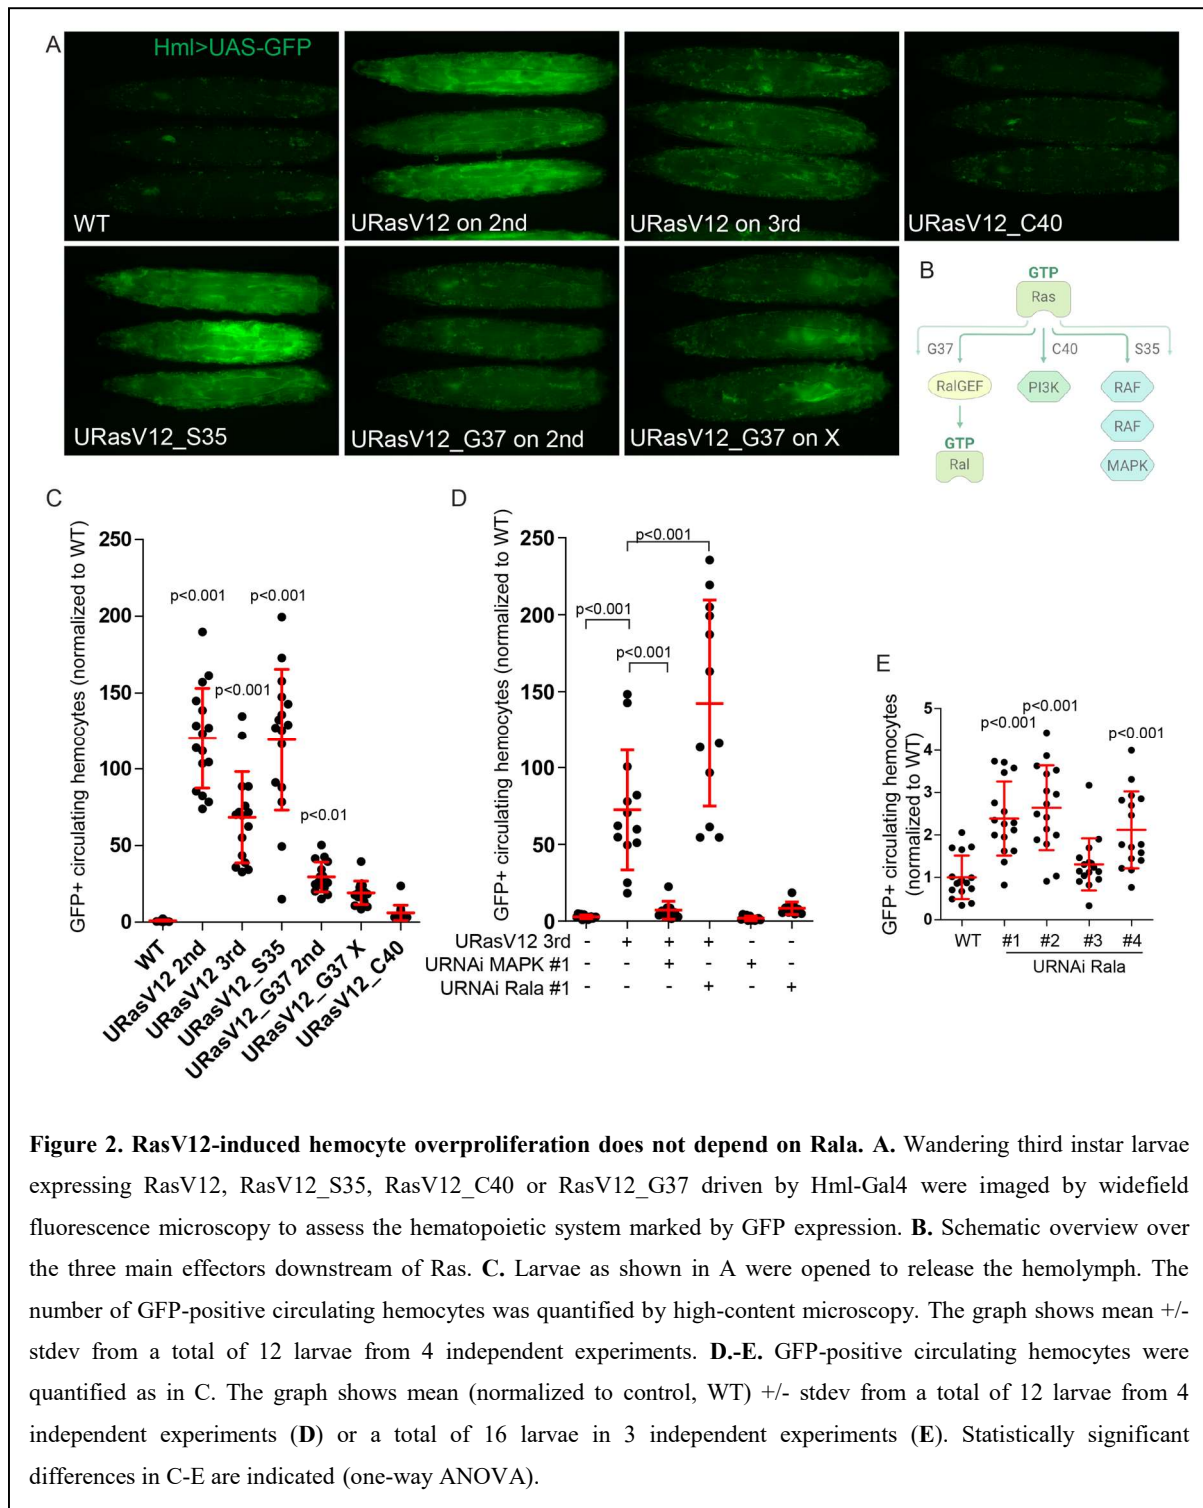 A
Hml>UAS-GFP
WT
URasV12 on 2nd
URasV12 on 3rd
URasV12_C40
URasV12_S35
URasV12_G37 on 2nd
URasV12_G37 on X
B
GTP
Ras
G37
C40
S35
RalGEF
PI3K
RAF
RAF
GTP
Ral
MAPK
C
GFP+ circulating hemocytes (normalized to WT)
250
200
150
100
50
0
p<0.001
p<0.001
p<0.001
p<0.01
WT
URasV12 2nd
URasV12 3rd
URasV12_S35
URasV12_G37 2nd
URasV12_G37 X
URasV12_C40
D
GFP+ circulating hemocytes (normalized to WT)
250
200
150
100
50
0
p<0.001
p<0.001
p<0.001
URasV12 3rd - + + + - -
URNAi MAPK #1 - - + - + -
URNAi Rala #1 - - - + - +
E
GFP+ circulating hemocytes
(normalized to WT)
5
4
3
2
1
0
p<0.001
p<0.001
p<0.001
WT #1 #2 #3 #4
URNAi Rala
Figure 2. RasV12-induced hemocyte overproliferation does not depend on Rala. A. Wandering third instar larvae
expressing RasV12, RasV12_S35, RasV12_C40 or RasV12_G37 driven by Hml-Gal4 were imaged by widefield
fluorescence microscopy to assess the hematopoietic system marked by GFP expression. B. Schematic overview over
the three main effectors downstream of Ras. C. Larvae as shown in A were opened to release the hemolymph. The
number of GFP-positive circulating hemocytes was quantified by high-content microscopy. The graph shows mean +/-
stdev from a total of 12 larvae from 4 independent experiments. D.-E. GFP-positive circulating hemocytes were
quantified as in C. The graph shows mean (normalized to control, WT) +/- stdev from a total of 12 larvae from 4
independent experiments (D) or a total of 16 larvae in 3 independent experiments (E). Statistically significant
differences in C-E are indicated (one-way ANOVA).